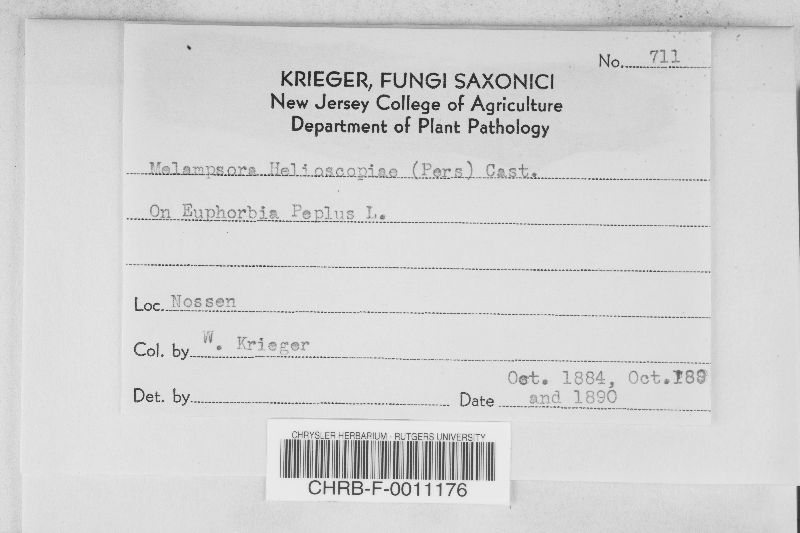 No. 711
KRIEGER, FUNGI SAXONICI
New Jersey College of Agriculture
Department of Plant Pathology
Melampsora Helioscopiae (Pers) Cast.
On Euphorbia Peplus L.
Loc. Nossen
Col. by W. Krieger
Oct. 1884, Oct.
Det. by Date and 1890
CHRYSLER HERBARIUM - RUTGERS UNIVERSITY
CHRB-F-0011176